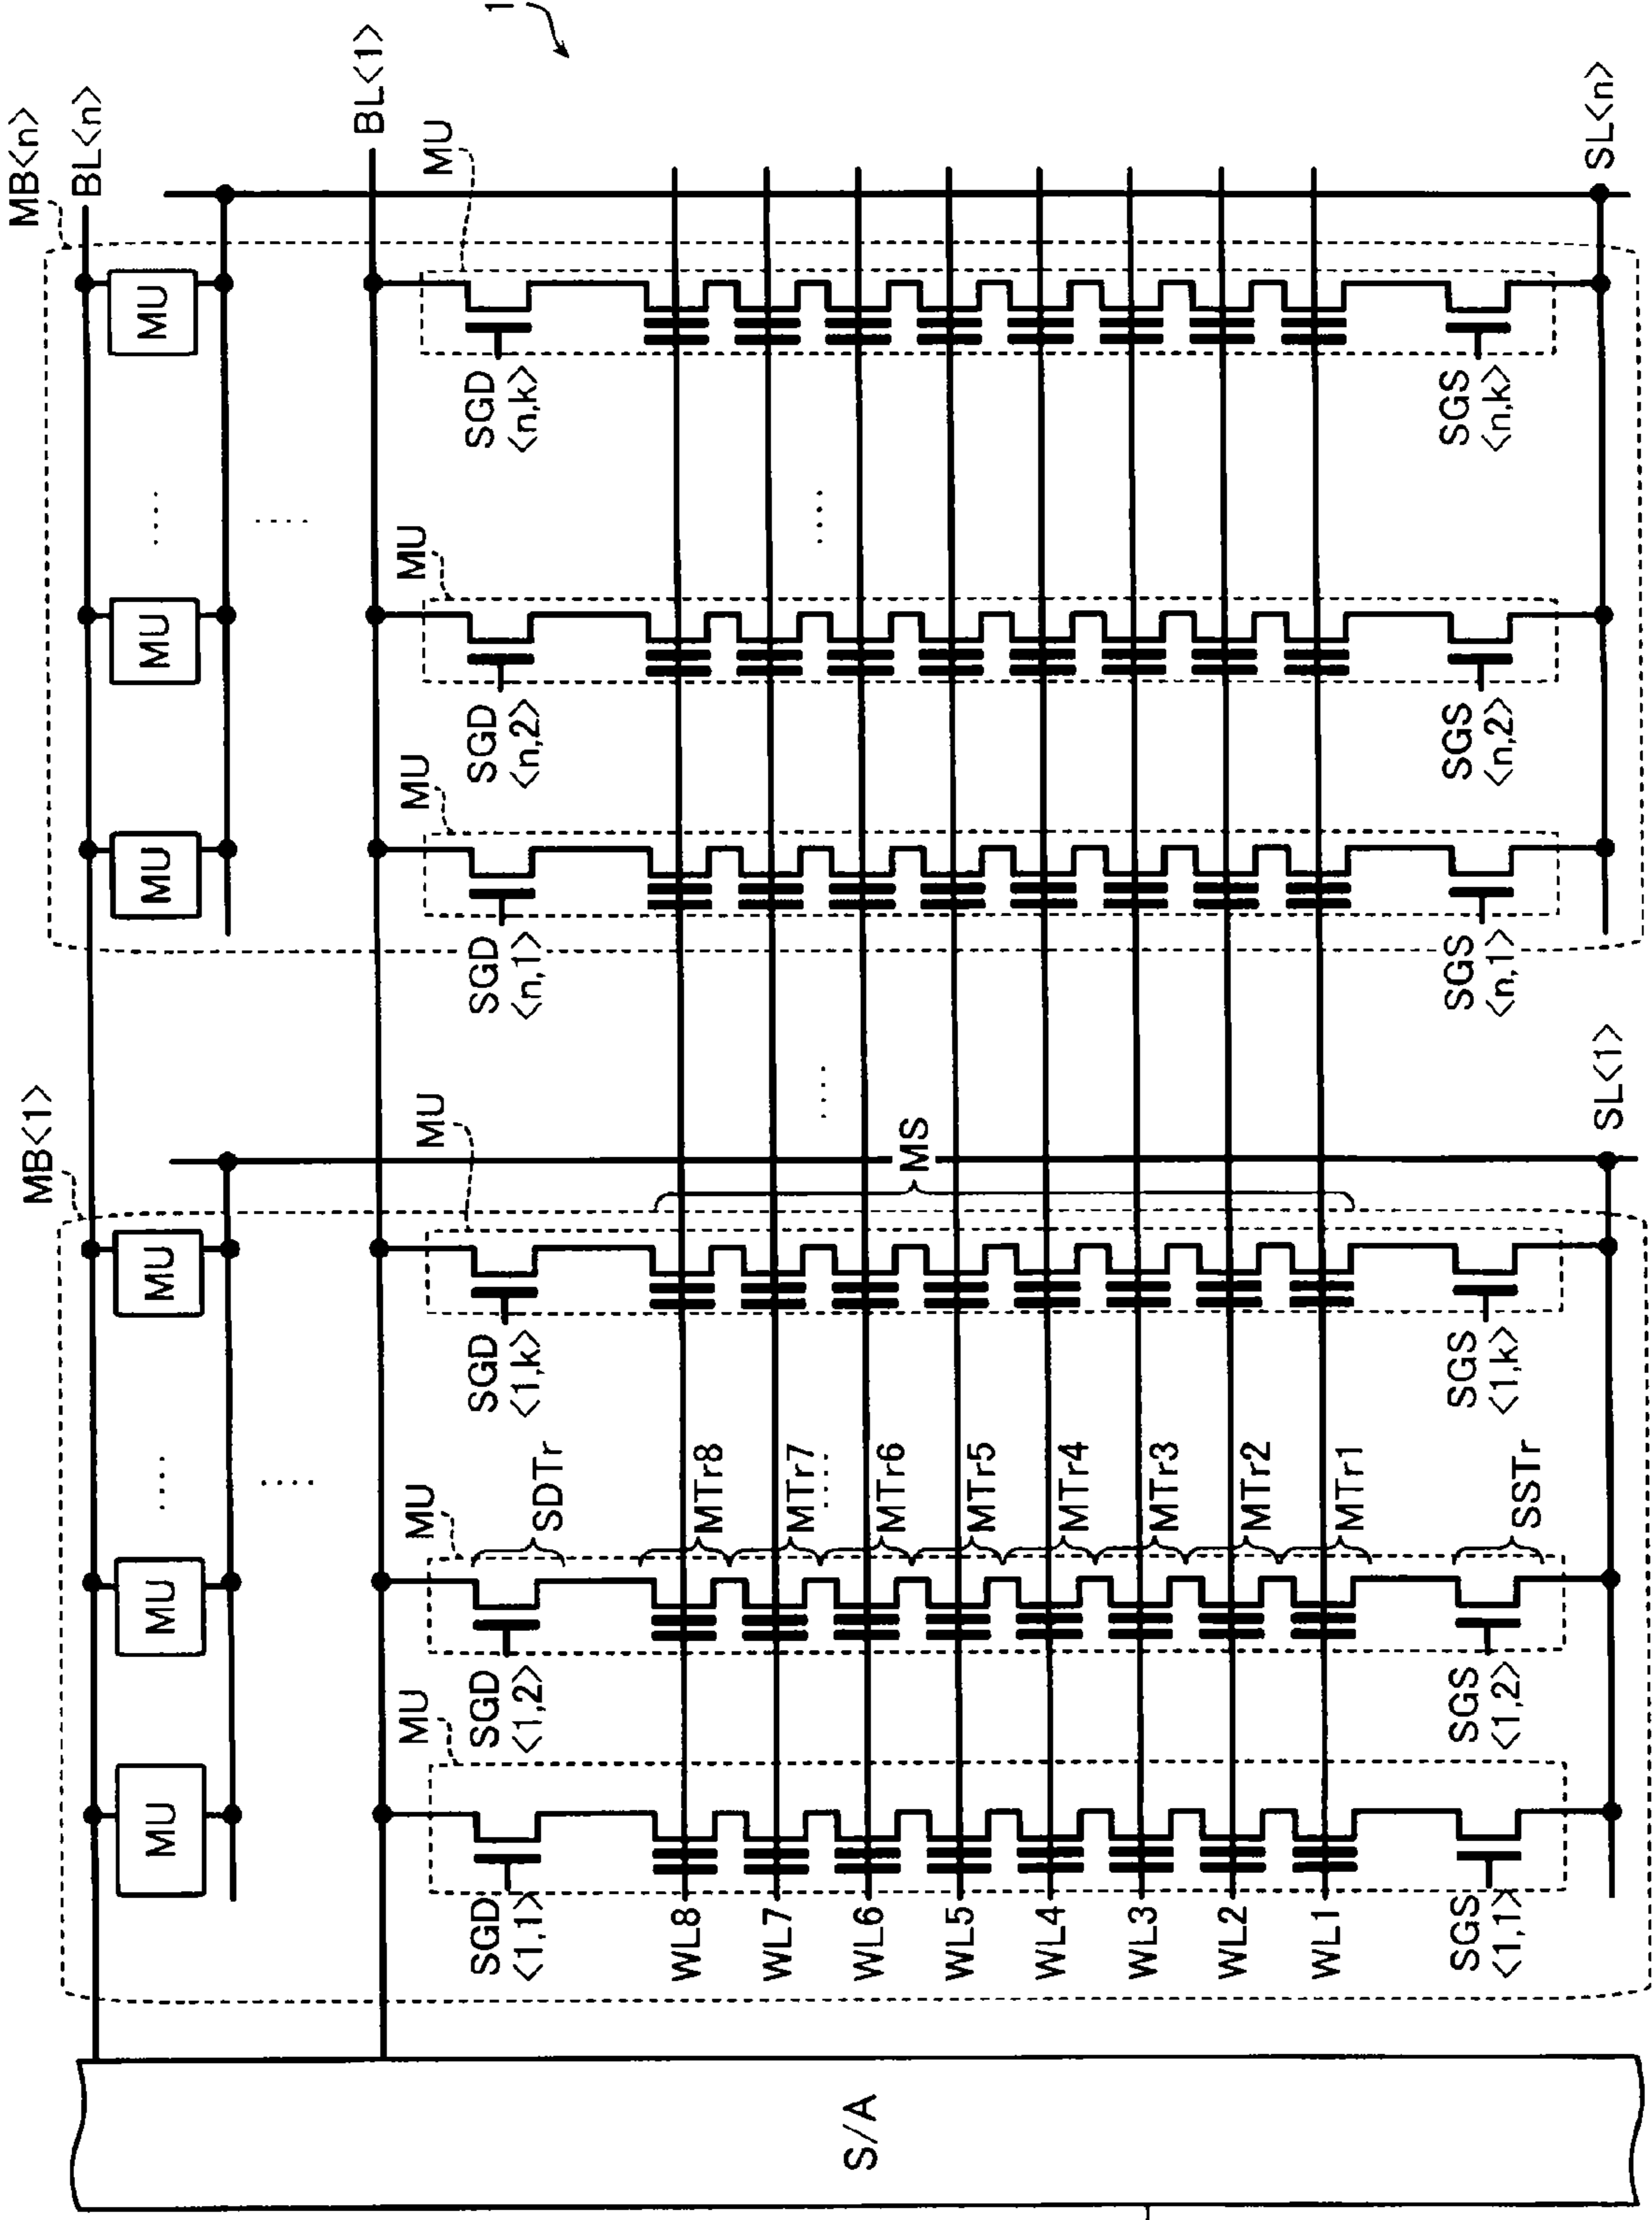 1
MB<n>
BL<n>
BL<1>
MU
MU
MU
MU
SL<n>
SGD
<n,k>
SGS
<n,k>
MU
SGD
<n,2>
SGS
<n,2>
MU
SGD
<n,1>
SGS
<n,1>
MB<1>
MU
MU
MU
MU
MS
SL<1>
SGD
<1,k>
SGS
<1,k>
MU
SDTr
MTr8
MTr7
MTr6
MTr5
MTr4
MTr3
MTr2
MTr1
SSTr
SGD
<1,2>
SGS
<1,2>
MU
SGD
<1,1>
WL8
WL7
WL6
WL5
WL4
WL3
WL2
WL1
SGS
<1,1>
S/A